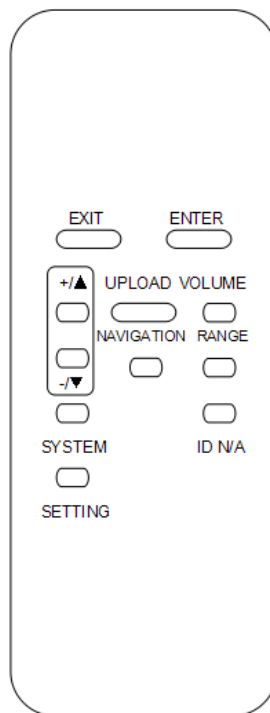 EXIT ENTER
+/▲ UPLOAD VOLUME
NAVIGATION RANGE
-/▼
SYSTEM ID N/A
SETTING